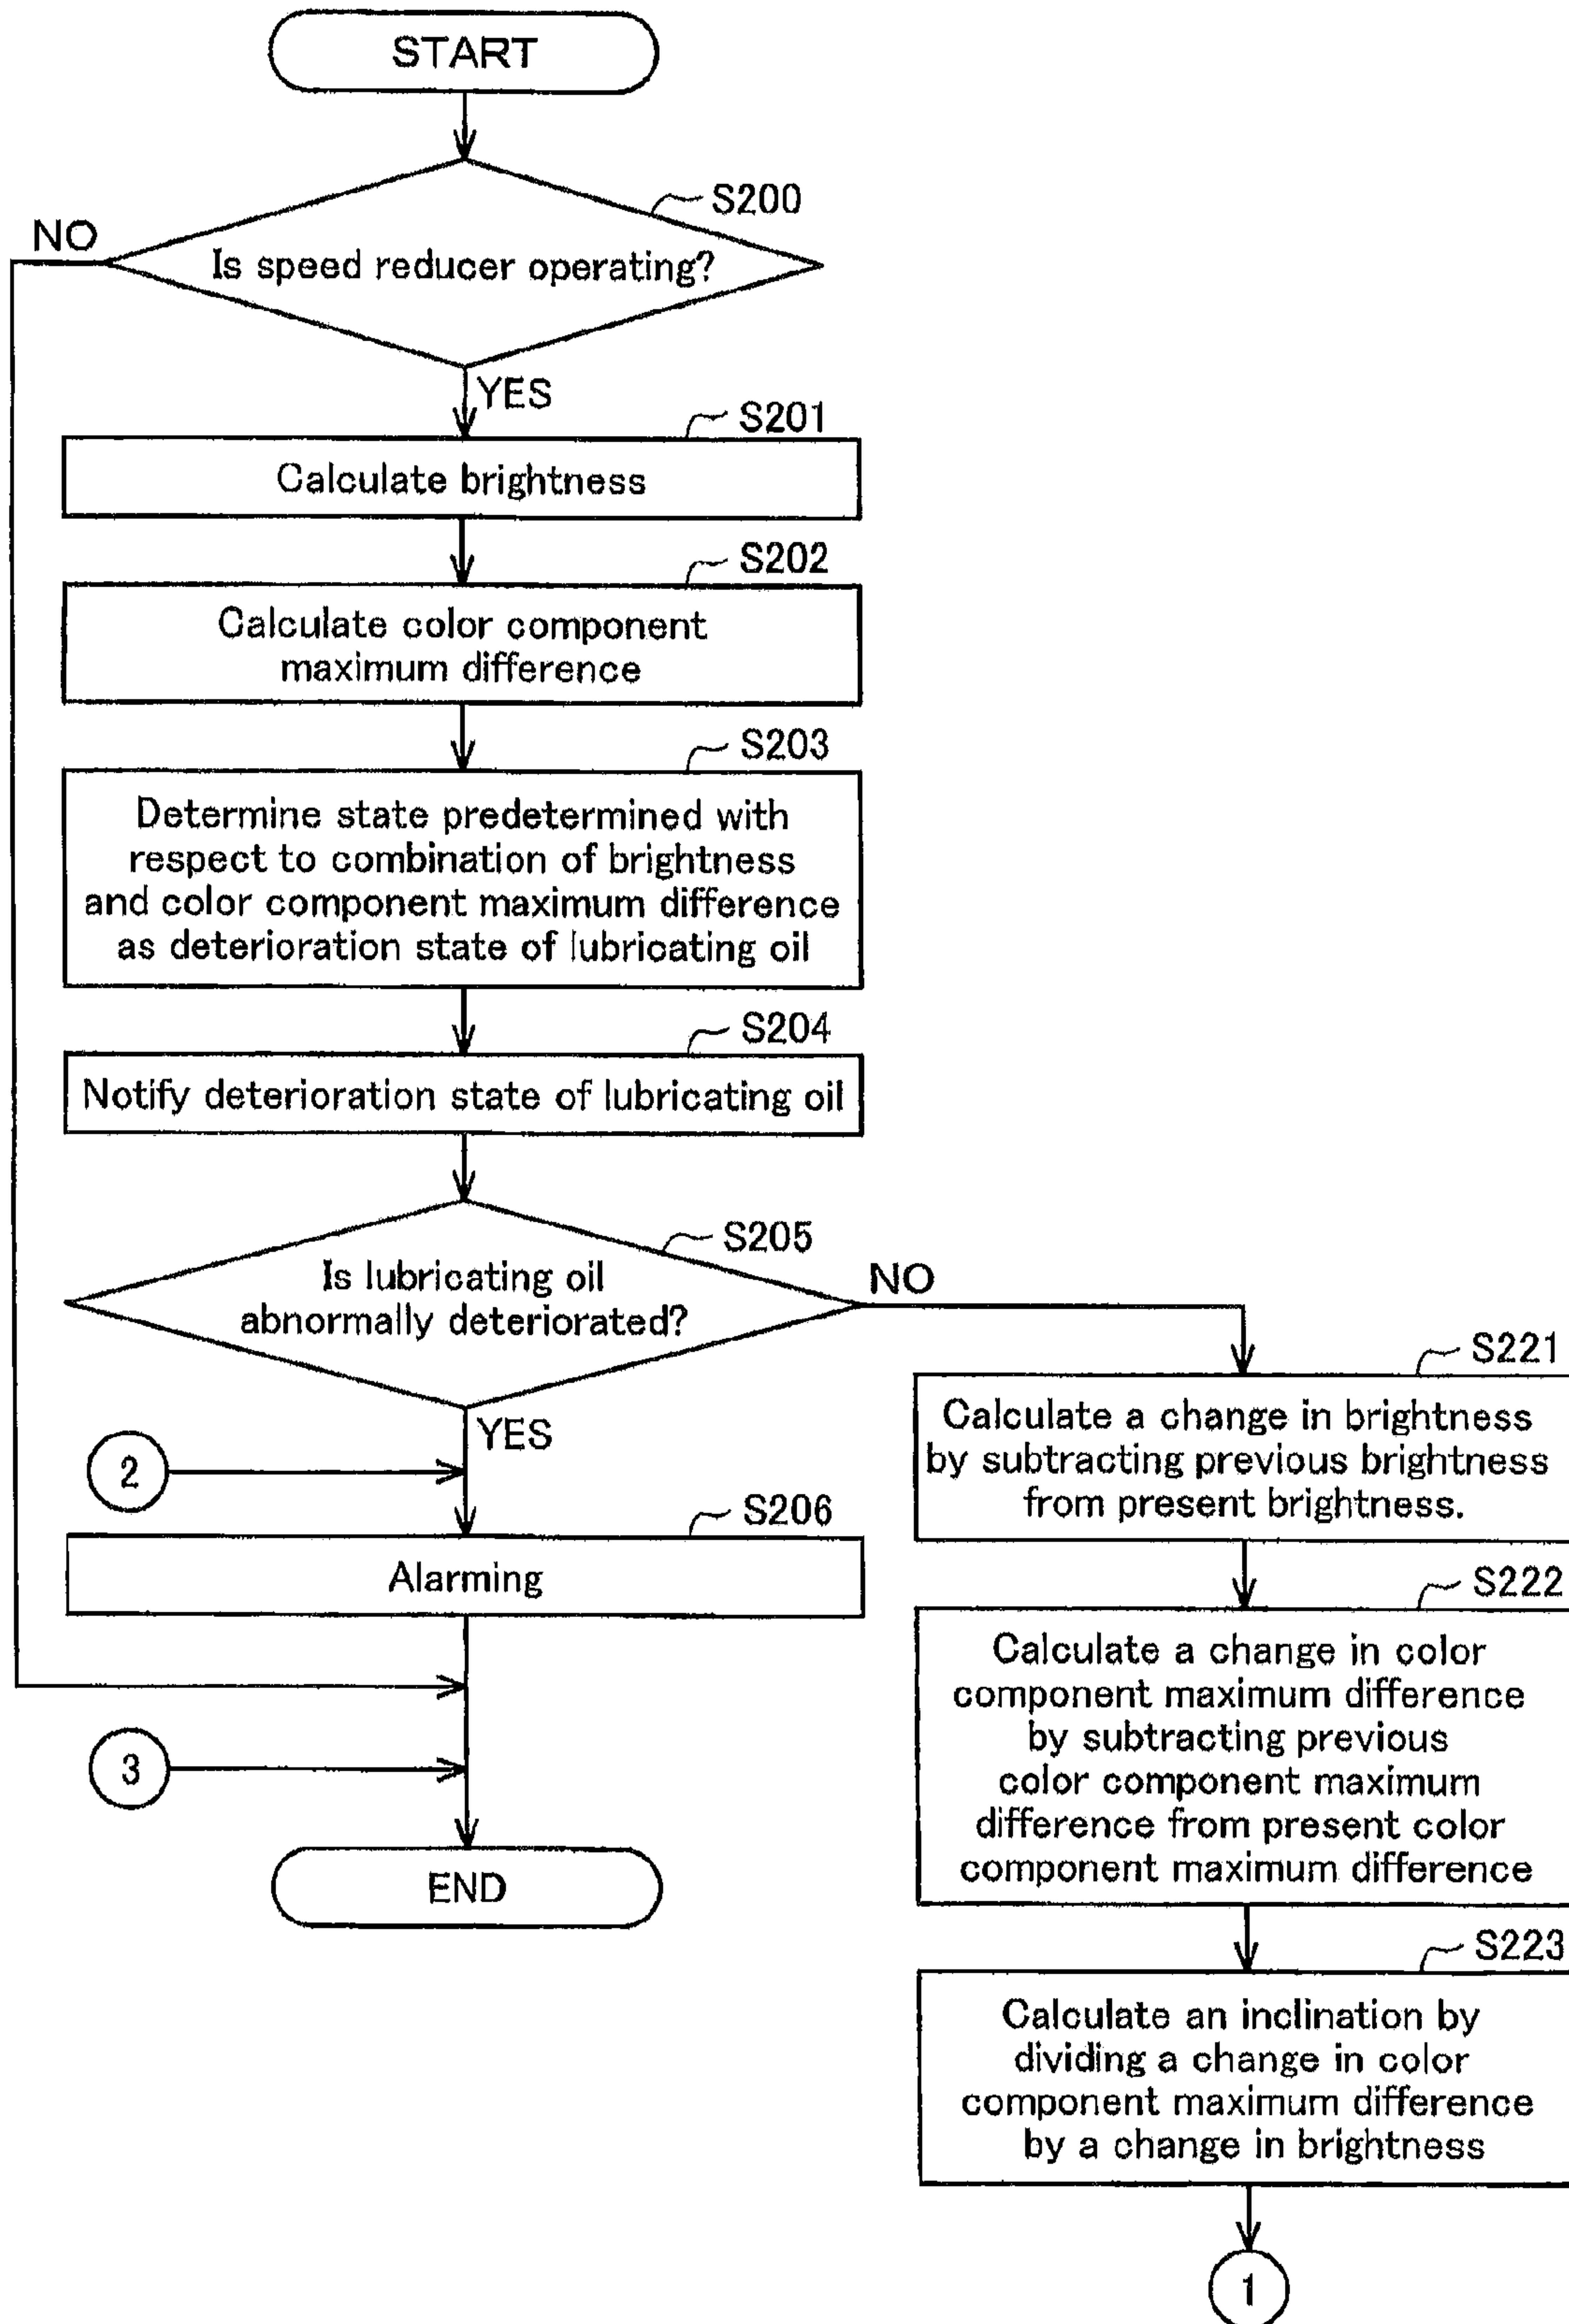 START
S200
NO
Is speed reducer operating?
YES
S201
Calculate brightness
S202
Calculate color component
maximum difference
S203
Determine state predetermined with
respect to combination of brightness
and color component maximum difference
as deterioration state of lubricating oil
S204
Notify deterioration state of lubricating oil
S205
Is lubricating oil
abnormally deteriorated?
NO
YES
2
S206
Alarming
3
END
S221
Calculate a change in brightness
by subtracting previous brightness
from present brightness.
S222
Calculate a change in color
component maximum difference
by subtracting previous
color component maximum
difference from present color
component maximum difference
S223
Calculate an inclination by
dividing a change in color
component maximum difference
by a change in brightness
1